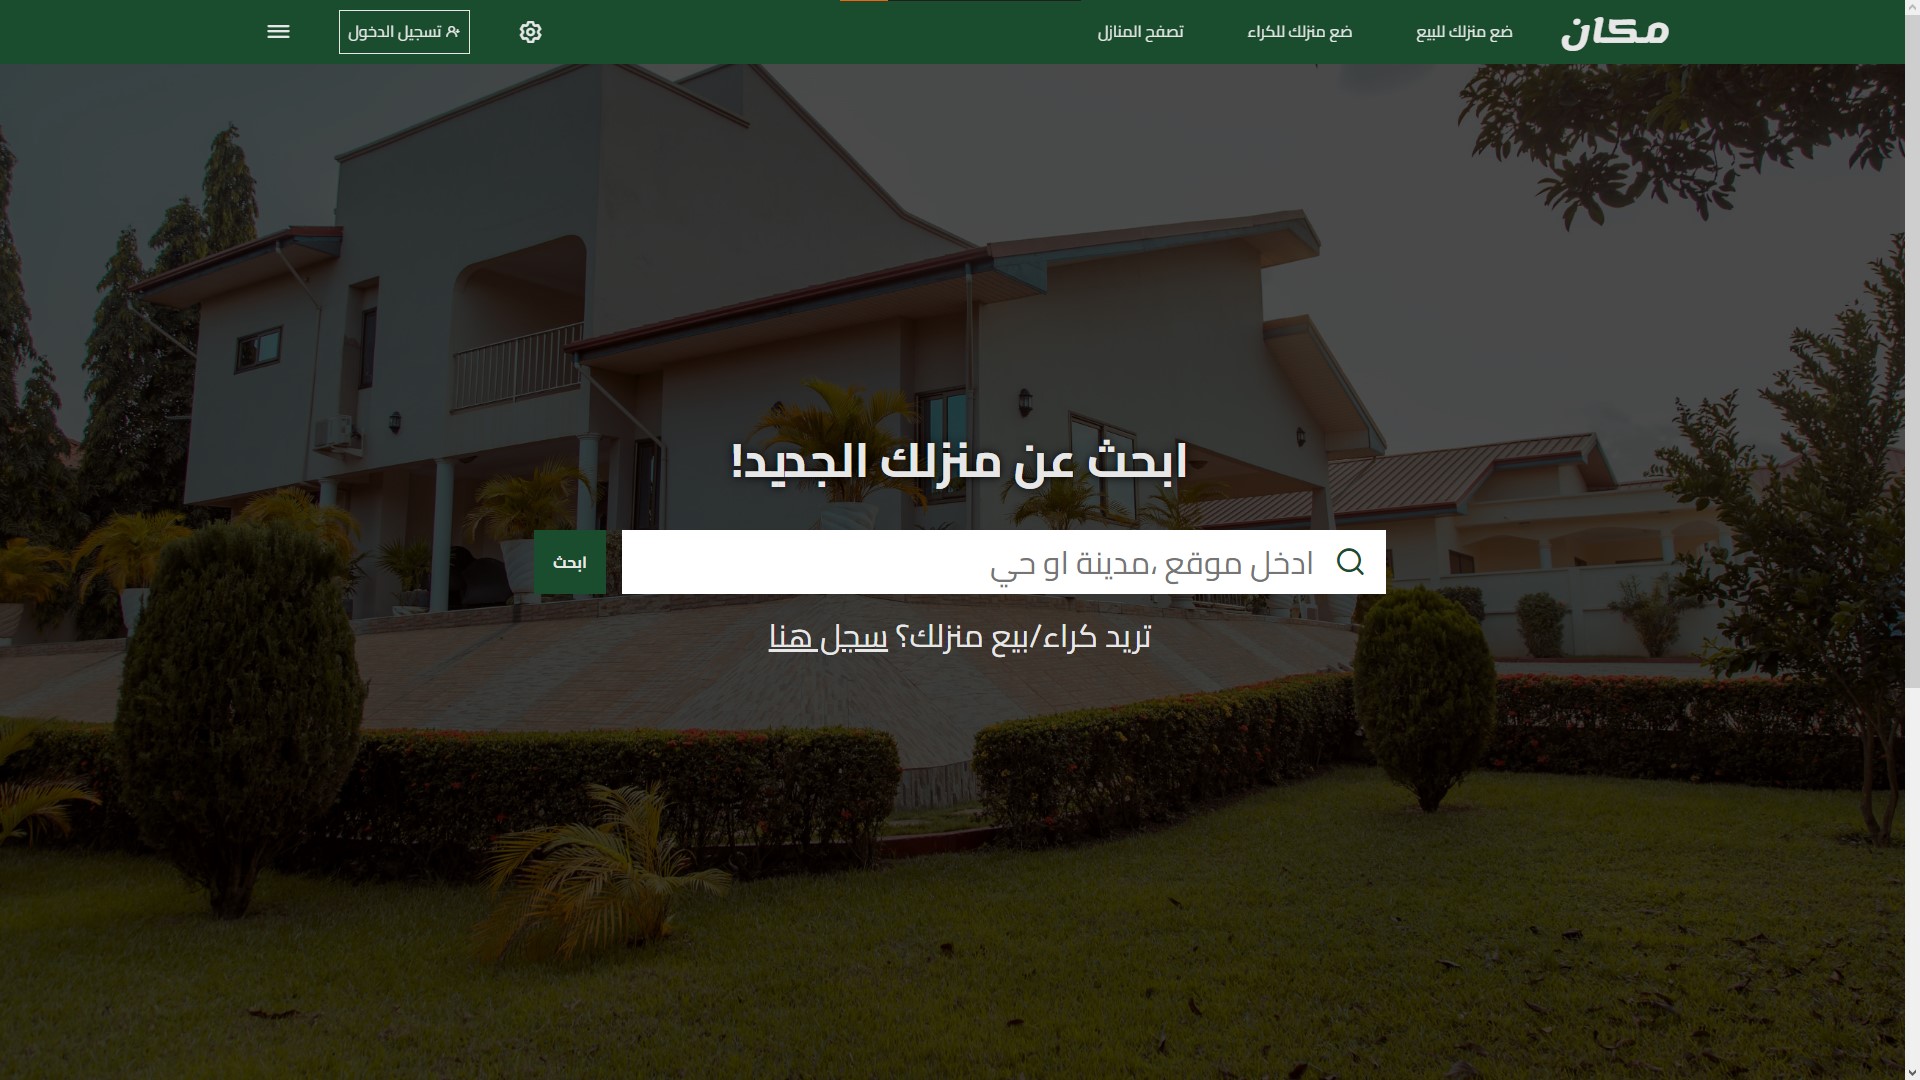 مكان
ضع منزلك للبيع
ضع منزلك للكراء
تصفح المنازل
تسجيل الدخول
ابحث عن منزلك الجديد!
ادخل موقع ،مدينة او حي
ابحث
تريد كراء/بيع منزلك؟ سجل هنا